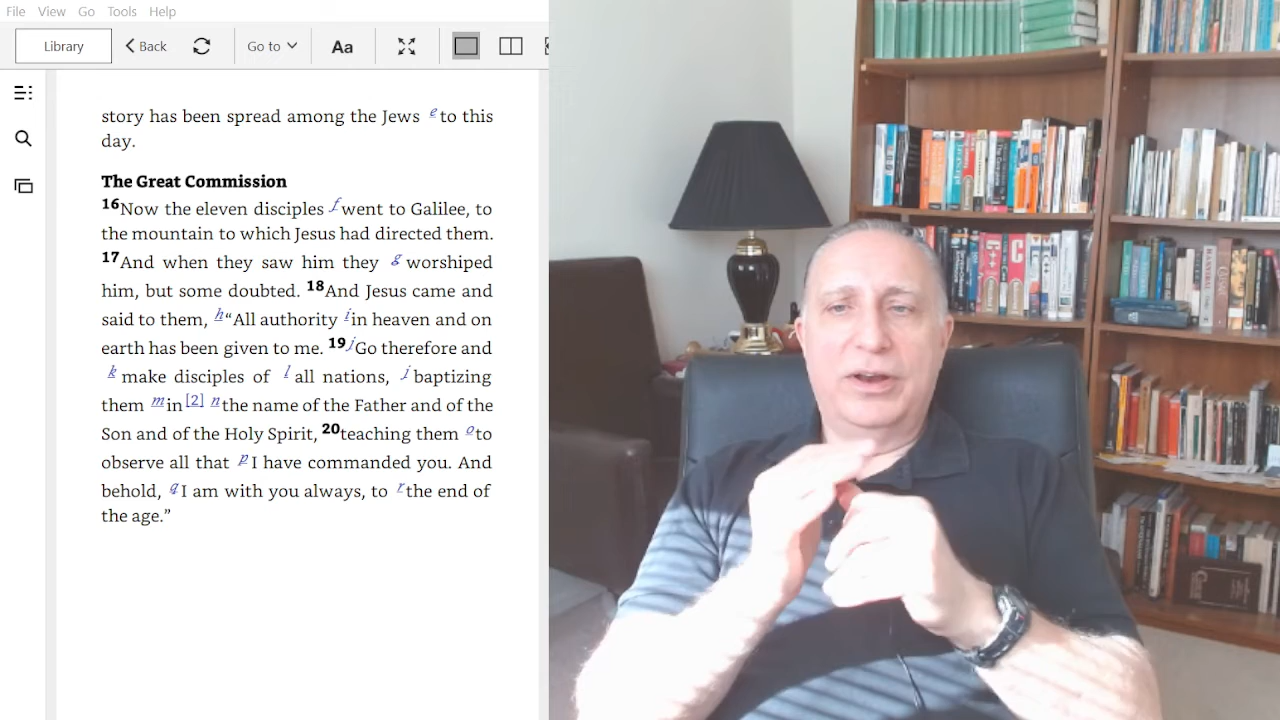 File View Go Tools Help
Library Back Go to Aa
story has been spread among the Jews e to this
day.
The Great Commission
16Now the eleven disciples f went to Galilee, to
the mountain to which Jesus had directed them.
17And when they saw him they g worshiped
him, but some doubted. 18And Jesus came and
said to them, h“All authority i in heaven and on
earth has been given to me. 19 j Go therefore and
k make disciples of l all nations, j baptizing
them m in[2] n the name of the Father and of the
Son and of the Holy Spirit, 20teaching them o to
observe all that p I have commanded you. And
behold, q I am with you always, to r the end of
the age.”
C++
C